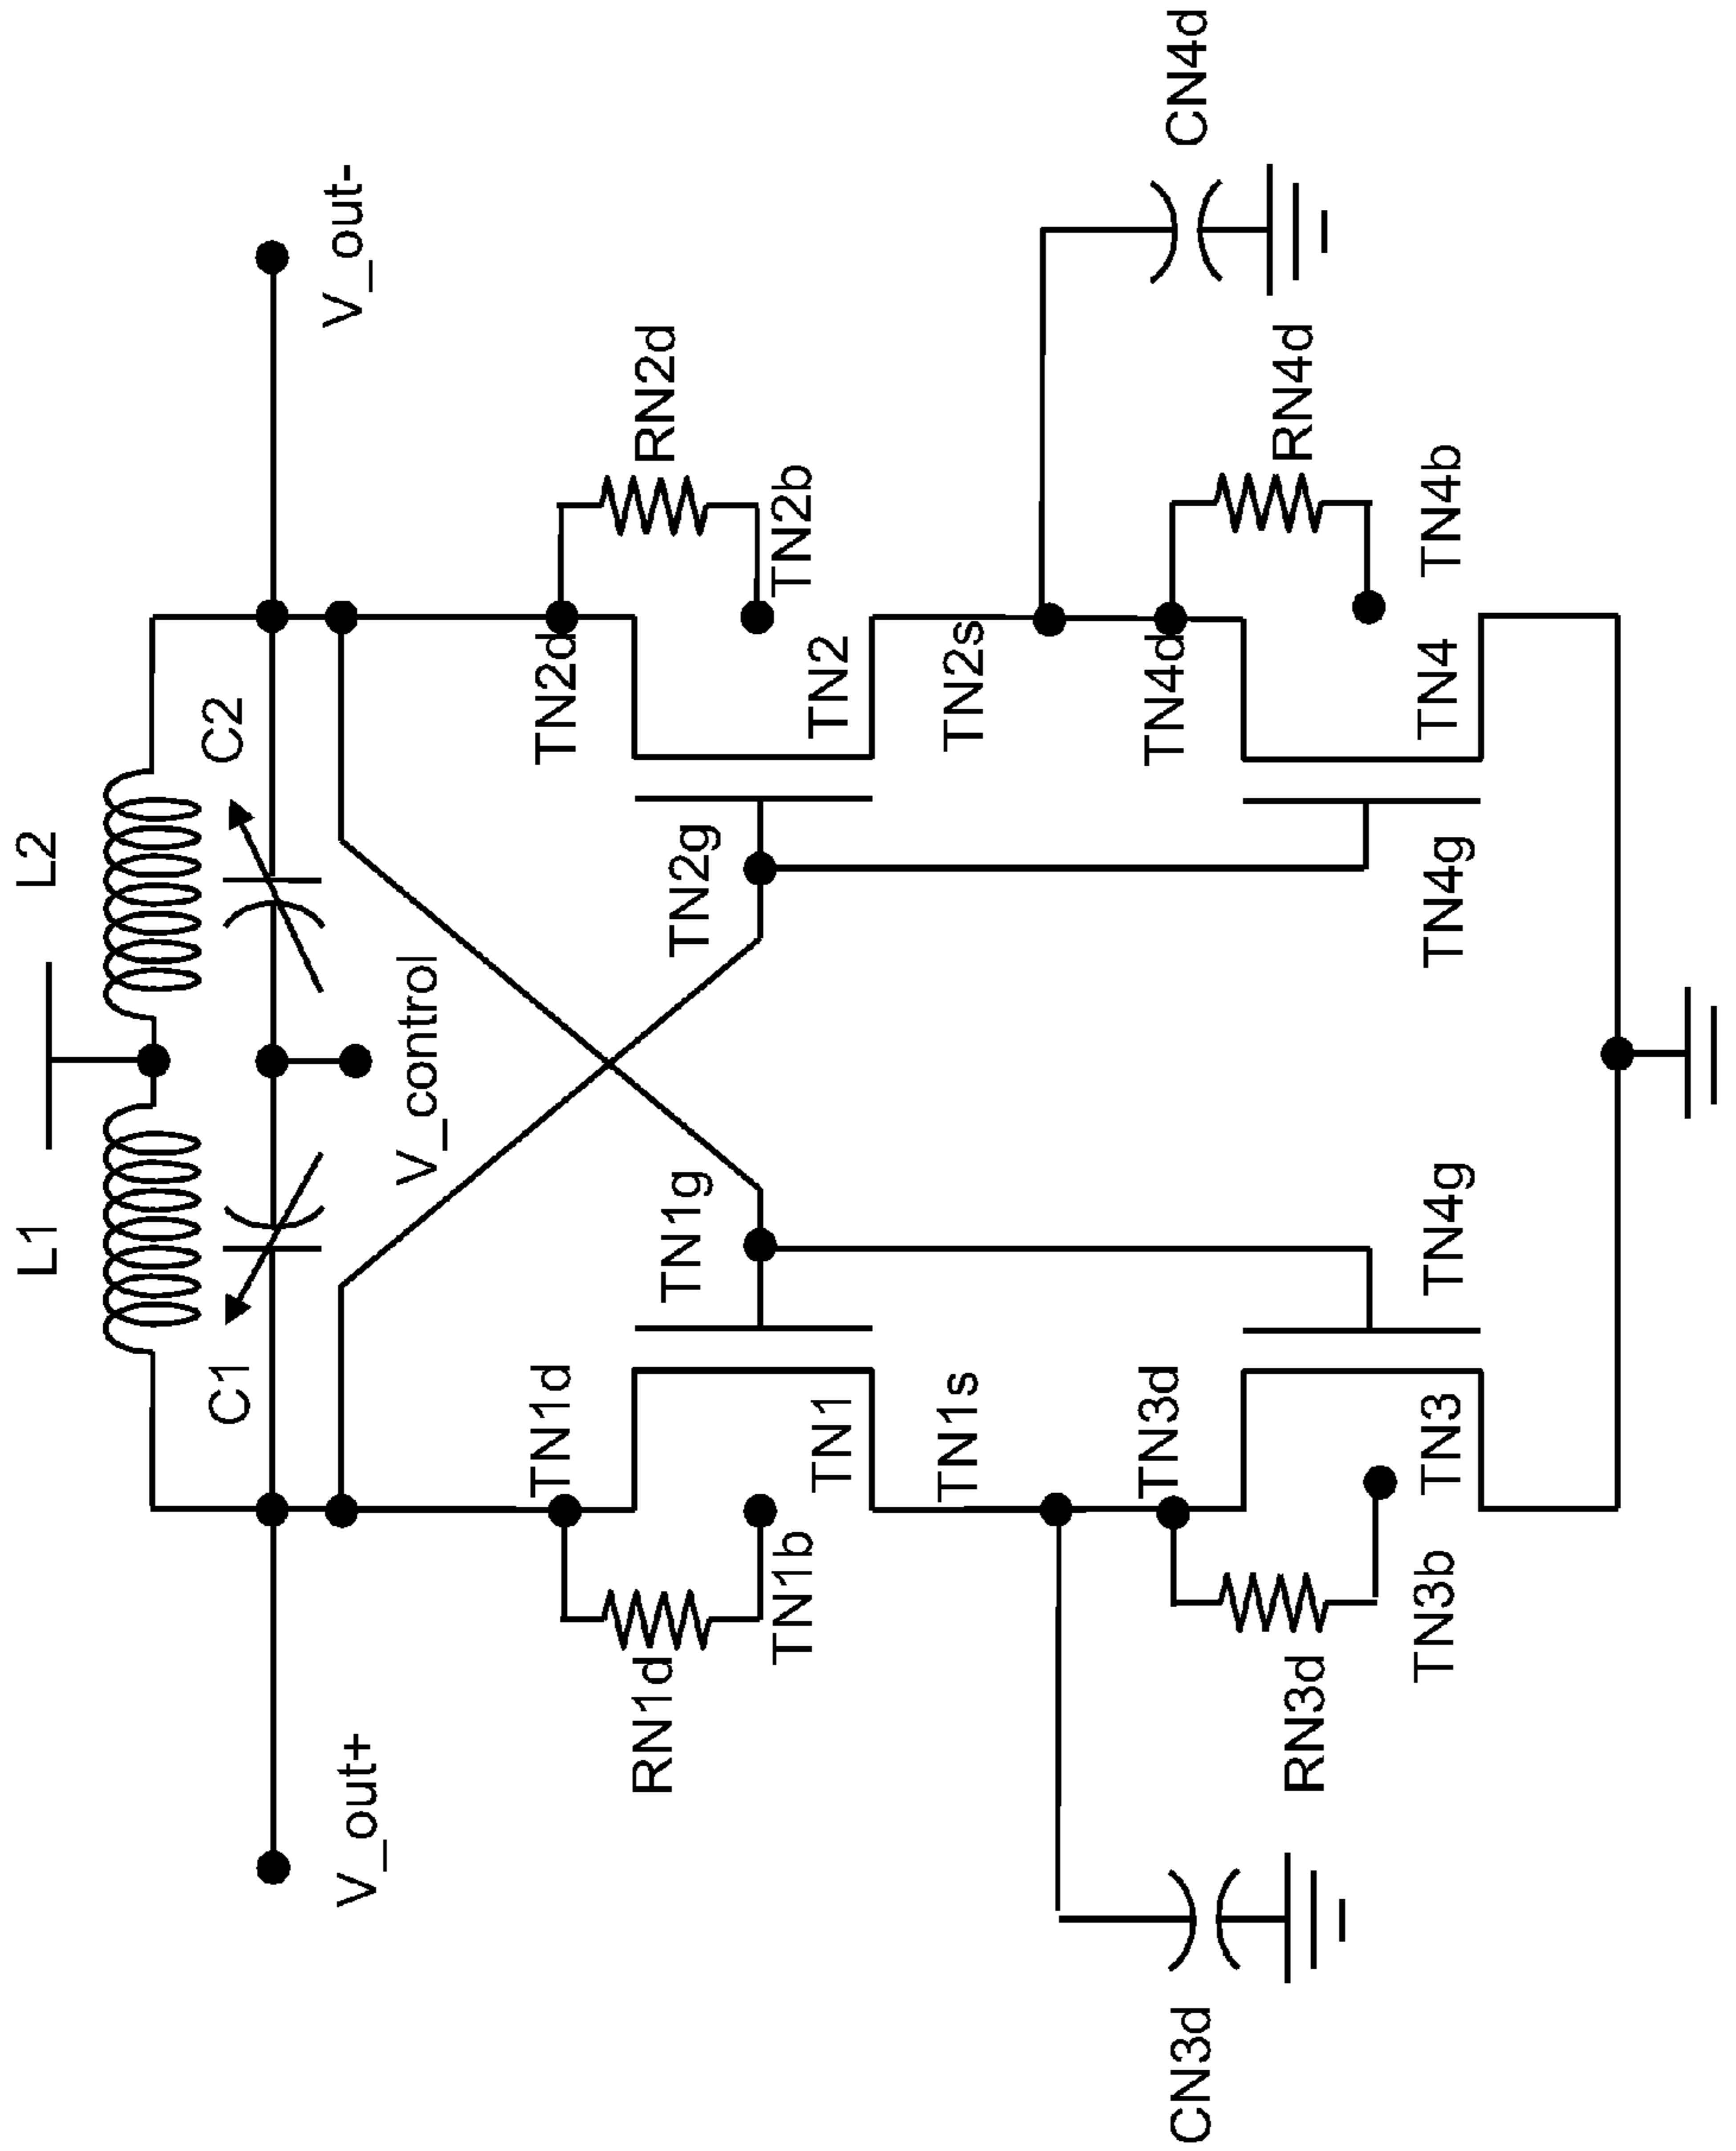 L1
L2
C1
C2
V_out+
V_control
V_out-
TN1d
TN2d
RN1d
TN1g
TN2g
RN2d
TN1b
TN1
TN2
TN2b
TN1s
TN2s
CN3d
TN3d
TN4d
CN4d
RN3d
RN4d
TN3b
TN3
TN4g
TN4g
TN4
TN4b